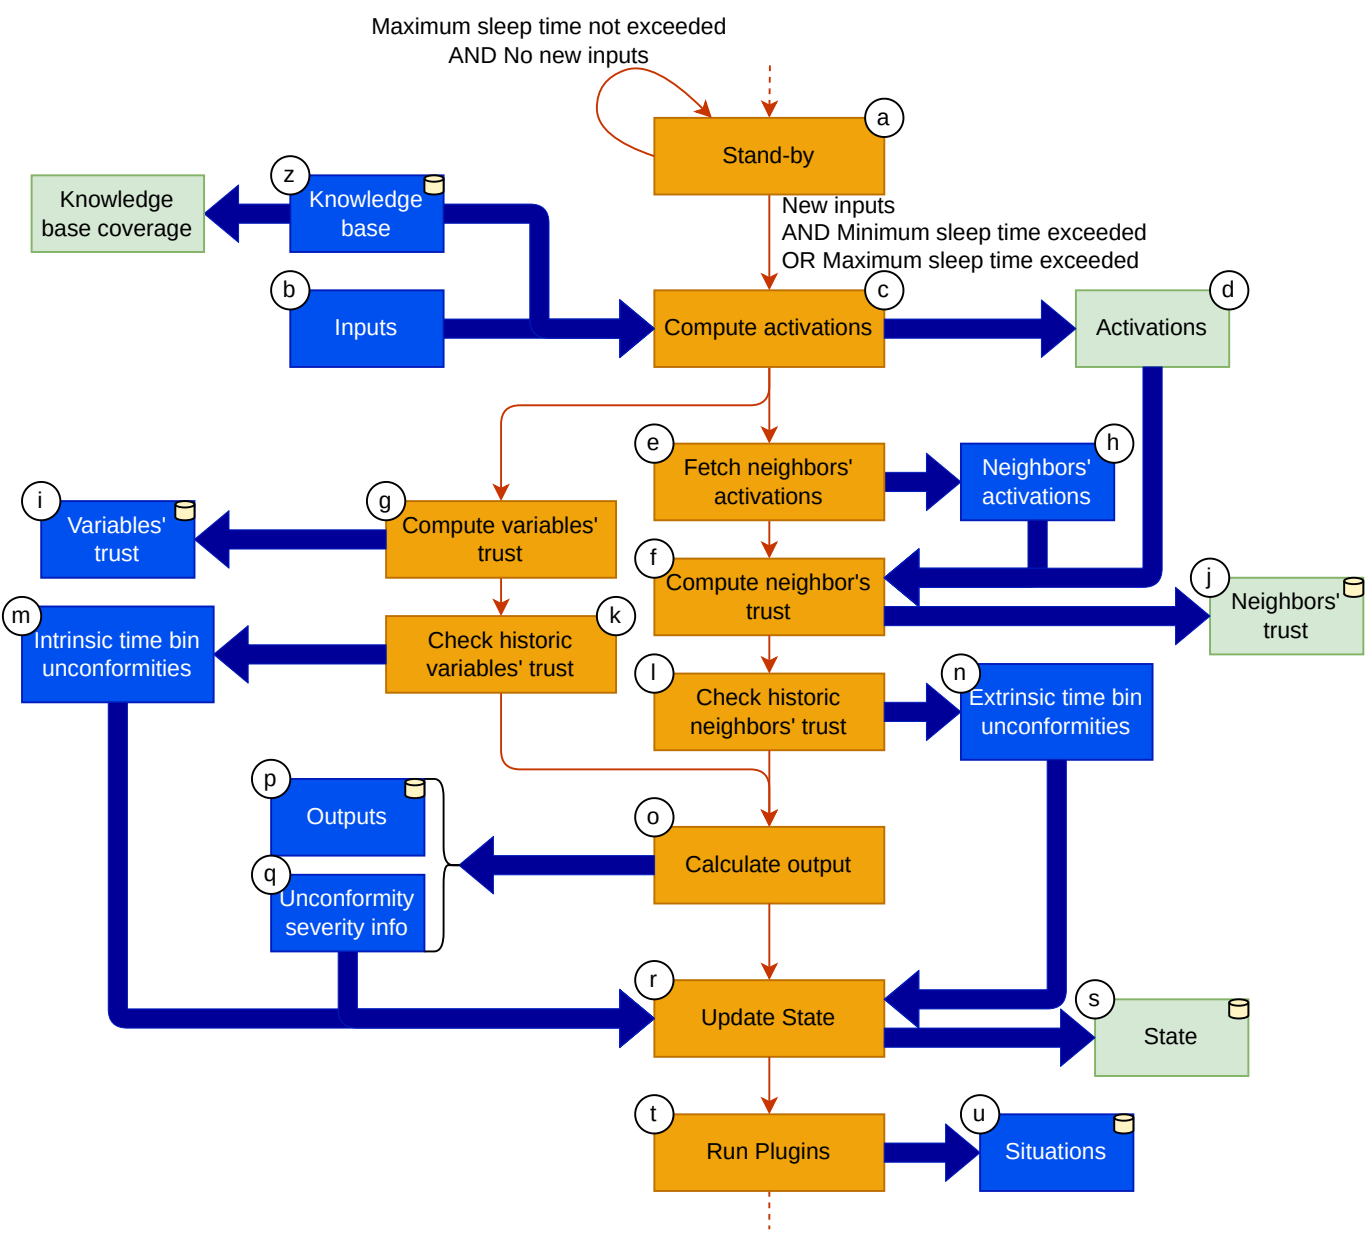 Maximum sleep time not exceeded
AND No new inputs
a
Stand-by
z
Knowledge
base coverage
Knowledge
base
New inputs
AND Minimum sleep time exceeded
OR Maximum sleep time exceeded
b
Inputs
c
Compute activations
d
Activations
e
Fetch neighbors'
activations
h
Neighbors'
activations
i
Variables'
trust
g
Compute variables'
trust
f
Compute neighbor's
trust
j
Neighbors'
trust
m
Intrinsic time bin
unconformities
k
Check historic
variables' trust
l
Check historic
neighbors' trust
n
Extrinsic time bin
unconformities
p
Outputs
q
Unconformity
severity info
o
Calculate output
r
Update State
s
State
t
Run Plugins
u
Situations